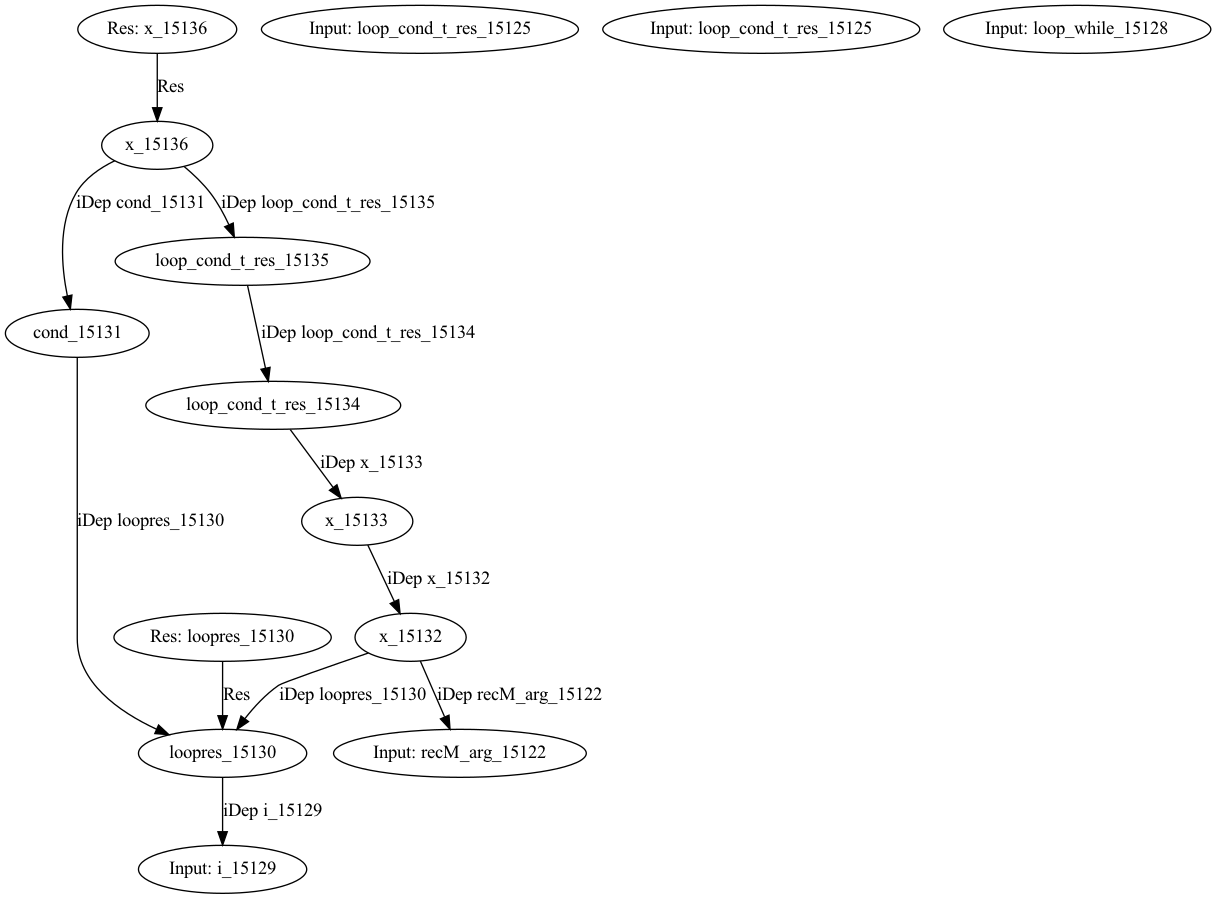 Res: x_15136
Input: loop_cond_t_res_15125
Input: loop_cond_t_res_15125
Input: loop_while_15128
Res
x_15136
iDep cond_15131
iDep loop_cond_t_res_15135
loop_cond_t_res_15135
cond_15131
iDep loop_cond_t_res_15134
loop_cond_t_res_15134
iDep x_15133
iDep loopres_15130
x_15133
iDep x_15132
Res: loopres_15130
x_15132
Res
iDep loopres_15130
iDep recM_arg_15122
loopres_15130
Input: recM_arg_15122
iDep i_15129
Input: i_15129